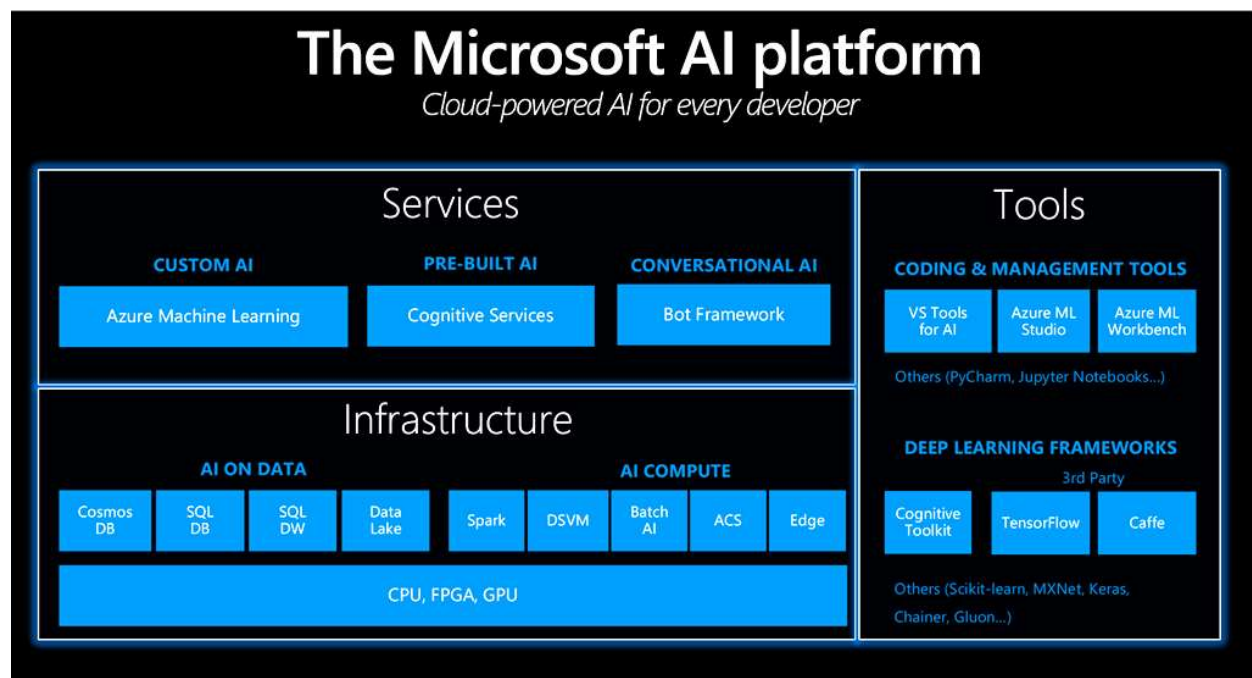 The Microsoft AI platform
Cloud-powered AI for every developer
Services
CUSTOM AI
PRE-BUILT AI
CONVERSATIONAL AI
Azure Machine Learning
Cognitive Services
Bot Framework
Infrastructure
AI ON DATA
AI COMPUTE
Cosmos
DB
SQL
DB
SQL
DW
Data
Lake
Spark
DSVM
Batch
AI
ACS
Edge
CPU, FPGA, GPU
Tools
CODING & MANAGEMENT TOOLS
VS Tools
for AI
Azure ML
Studio
Azure ML
Workbench
Others (PyCharm, Jupyter Notebooks...)
DEEP LEARNING FRAMEWORKS
3rd Party
Cognitive
Toolkit
TensorFlow
Caffe
Others (Scikit-learn, MXNet, Keras,
Chainer, Gluon...)